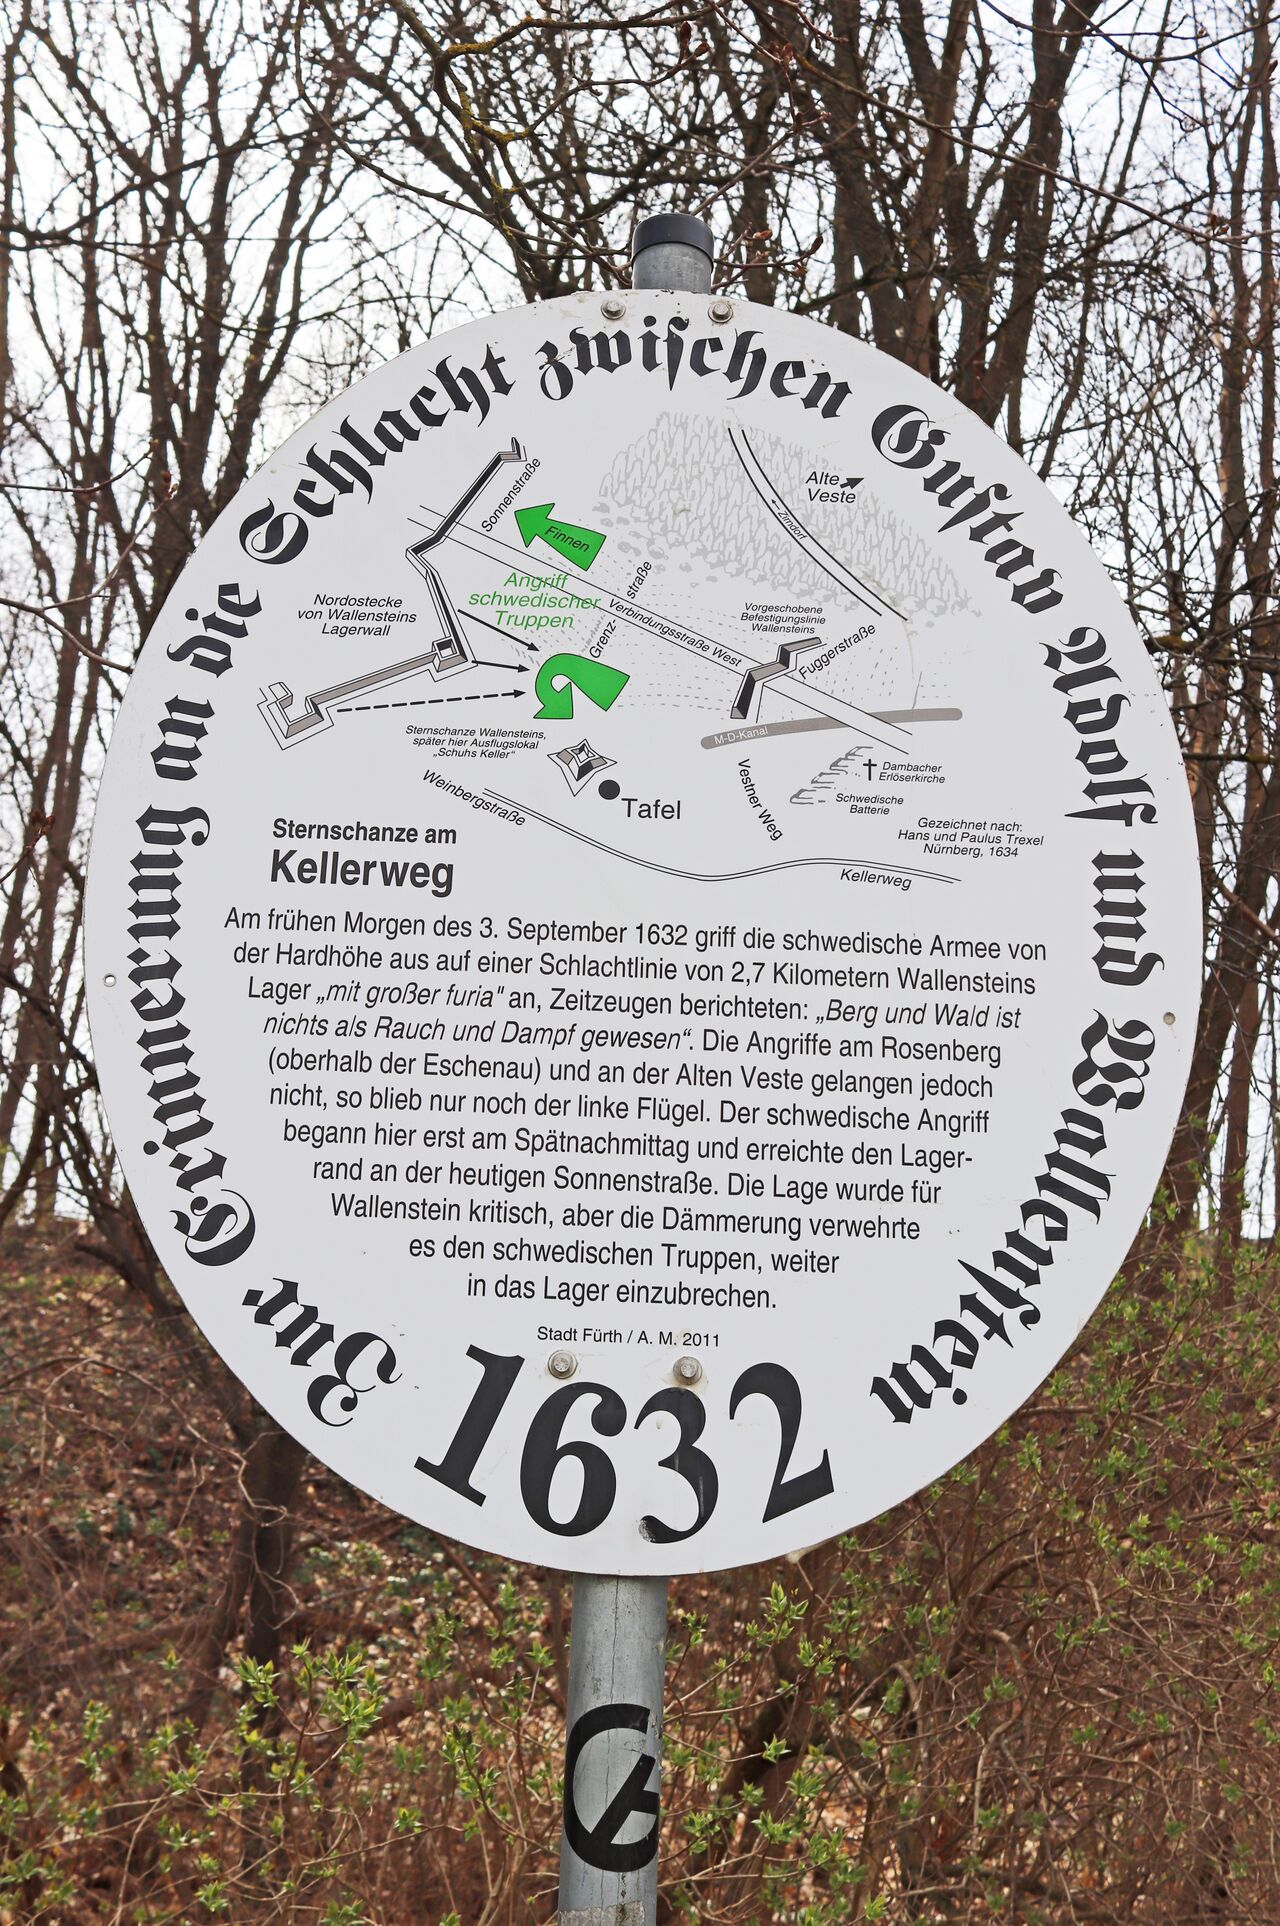 Zur Erinnerung an die Schlacht zwischen Gustav Adolf und Wallenstein
1632
Sonnenstraße
Finnen
Angriff
schwedischer
Truppen
Nordostecke
von Wallensteins
Lagerwall
Grenz-
straße
Verbindungsstraße West
Zirndorf
Alte
Veste
Vorgeschobene
Befestigungslinie
Wallensteins
Fuggerstraße
M-D-Kanal
Sternschanze Wallensteins,
später hier Ausflugslokal
„Schuhs Keller"
Tafel
Weinbergstraße
Vestner Weg
Dambacher
Erlöserkirche
Schwedische
Batterie
Gezeichnet nach:
Hans und Paulus Trexel
Nürnberg, 1634
Kellerweg
Sternschanze am
Kellerweg
Am frühen Morgen des 3. September 1632 griff die schwedische Armee von
der Hardhöhe aus auf einer Schlachtlinie von 2,7 Kilometern Wallensteins
Lager „mit großer furia" an, Zeitzeugen berichteten: „Berg und Wald ist
nichts als Rauch und Dampf gewesen“. Die Angriffe am Rosenberg
(oberhalb der Eschenau) und an der Alten Veste gelangen jedoch
nicht, so blieb nur noch der linke Flügel. Der schwedische Angriff
begann hier erst am Spätnachmittag und erreichte den Lager-
rand an der heutigen Sonnenstraße. Die Lage wurde für
Wallenstein kritisch, aber die Dämmerung verwehrte
es den schwedischen Truppen, weiter
in das Lager einzubrechen.
Stadt Fürth / A. M. 2011